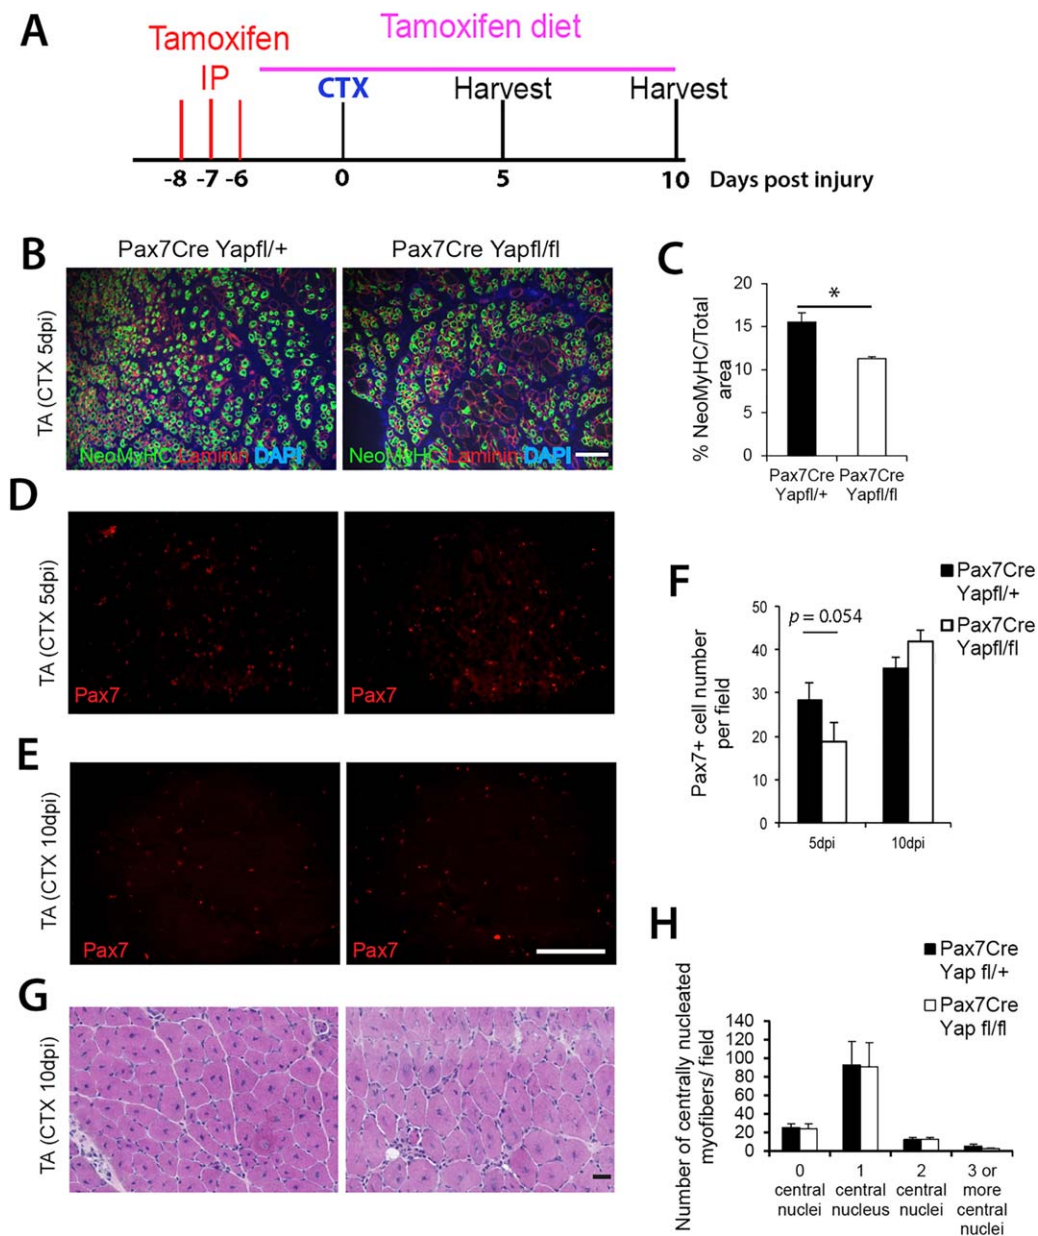 A
Tamoxifen
IP
Tamoxifen diet
CTX
Harvest
Harvest
-8 -7 -6 0 5 10 Days post injury
B
Pax7Cre Yapfl/+
Pax7Cre Yapfl/fl
TA (CTX 5dpi)
NeoMyHC Laminin DAPI
NeoMyHC Laminin DAPI
C
% NeoMyHC/Total
area
20
15
10
5
0
*
Pax7Cre
Yapfl/+
Pax7Cre
Yapfl/fl
D
TA (CTX 5dpi)
Pax7
Pax7
E
TA (CTX 10dpi)
Pax7
Pax7
F
Pax7Cre
Yapfl/+
Pax7Cre
Yapfl/fl
Pax7+ cell number
per field
50
40
30
20
10
0
p = 0.054
5dpi
10dpi
G
TA (CTX 10dpi)
H
Pax7Cre
Yap fl/+
Pax7Cre
Yap fl/fl
Number of centrally nucleated
myofibers/ field
140
120
100
80
60
40
20
0
0
central
nuclei
1
central
nucleus
2
central
nuclei
3 or
more
central
nuclei